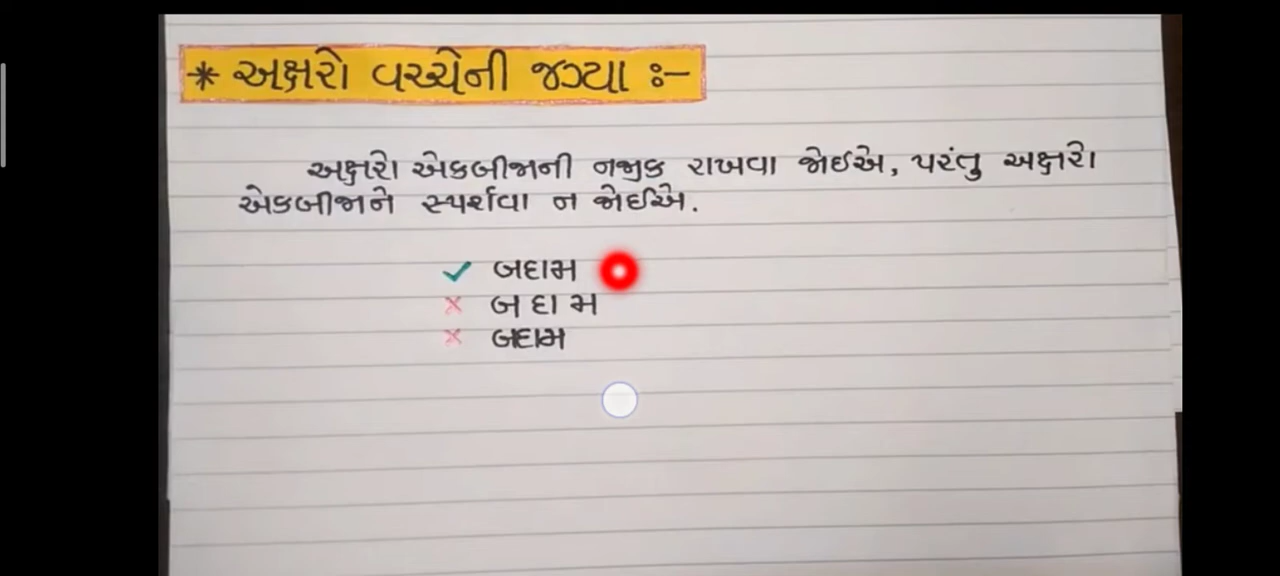 * અક્ષરો વચ્ચેની જગ્યા :-
અક્ષરો એકબીજાની નજીક રાખવા જોઈએ, પરંતુ અક્ષરો
એકબીજાને સ્પર્શવા ન જોઈએ.
✓ બદામ
× બ દા મ
× બદામ